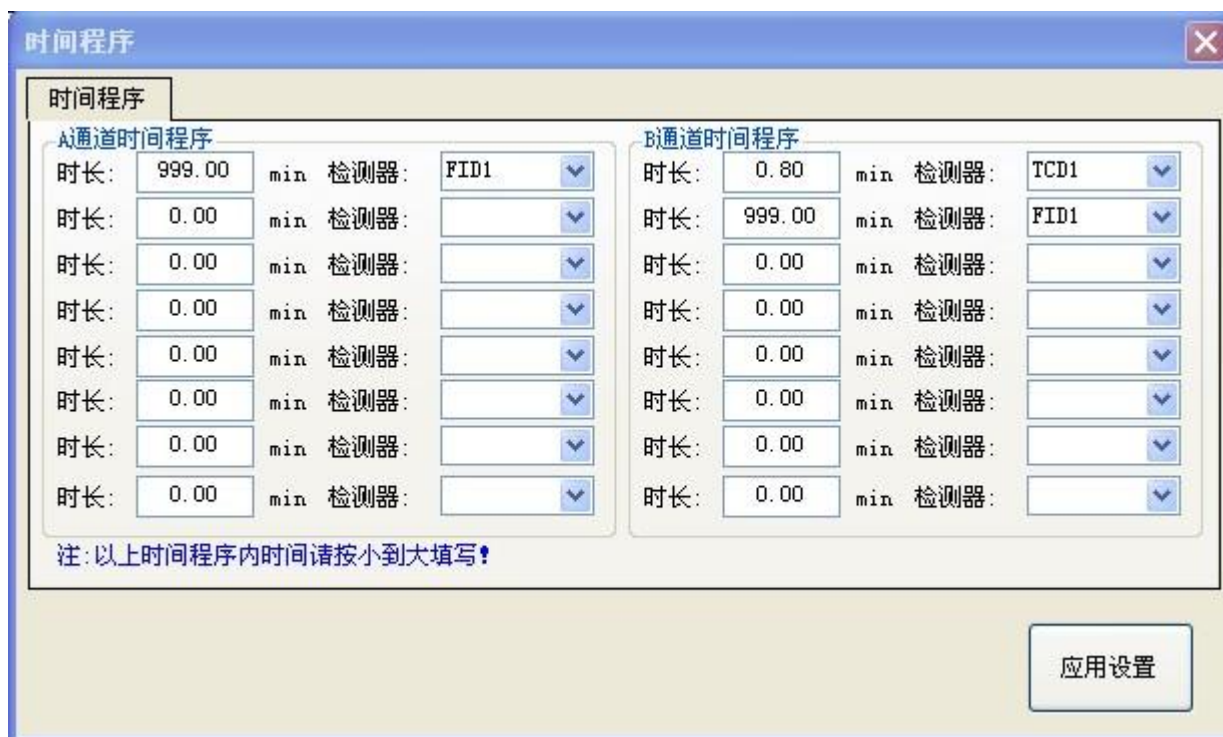 时间程序
时间程序
A通道时间程序
时长: 999.00 min 检测器: FID1
时长: 0.00 min 检测器:
时长: 0.00 min 检测器:
时长: 0.00 min 检测器:
时长: 0.00 min 检测器:
时长: 0.00 min 检测器:
时长: 0.00 min 检测器:
时长: 0.00 min 检测器:
B通道时间程序
时长: 0.80 min 检测器: TCD1
时长: 999.00 min 检测器: FID1
时长: 0.00 min 检测器:
时长: 0.00 min 检测器:
时长: 0.00 min 检测器:
时长: 0.00 min 检测器:
时长: 0.00 min 检测器:
时长: 0.00 min 检测器:
注:以上时间程序内时间请按小到大填写!
应用设置